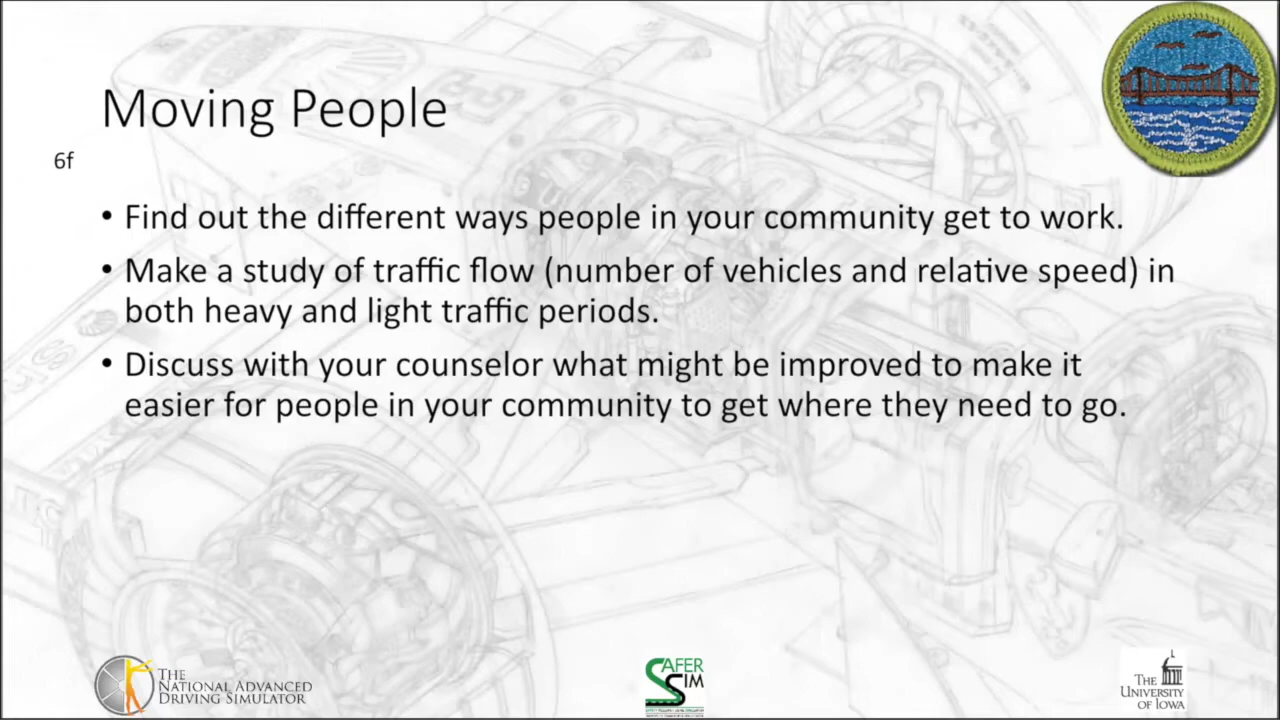 Moving People
6f
• Find out the different ways people in your community get to work.
• Make a study of traffic flow (number of vehicles and relative speed) in
both heavy and light traffic periods.
• Discuss with your counselor what might be improved to make it
easier for people in your community to get where they need to go.
THE
NATIONAL ADVANCED
DRIVING SIMULATOR
SAFER
SIM
THE
UNIVERSITY
OF IOWA